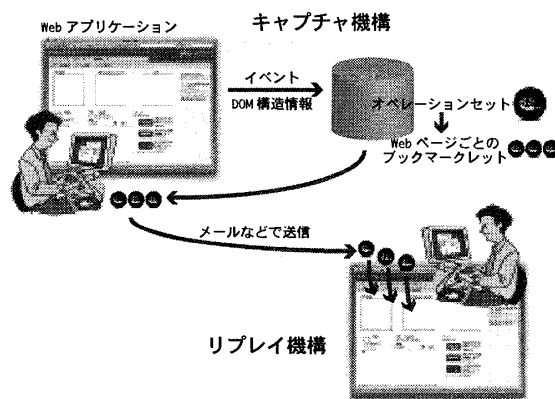 Web アプリケーション
キャプチャ機構
イベント
DOM 構造情報
オペレーションセット
Web ページごとの
ブックマークレット
メールなどで送信
リプレイ機構